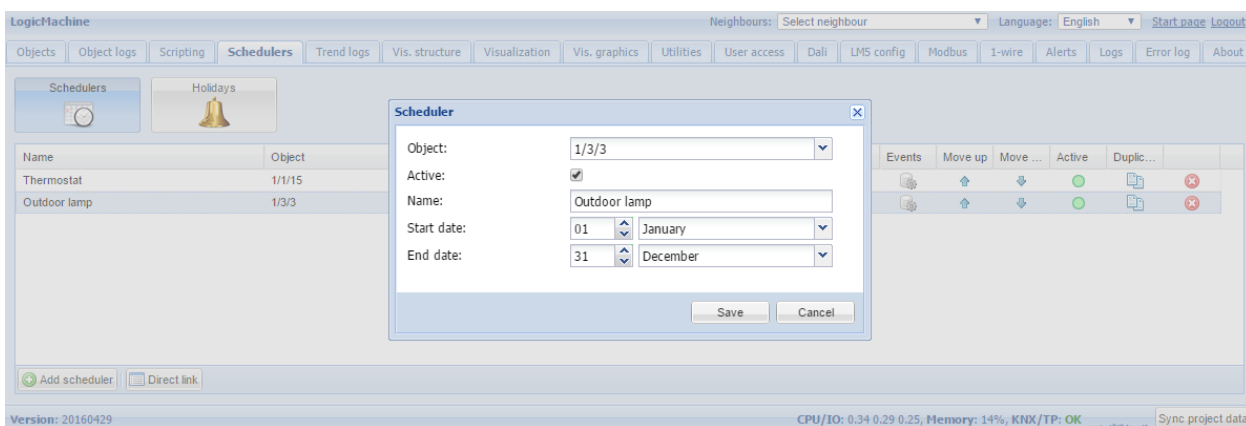 LogicMachine Neighbours: Select neighbour Language: English Start page Logout
Objects Object logs Scripting Schedulers Trend logs Vis. structure Visualization Vis. graphics Utilities User access Dali LMS config Modbus 1-wire Alerts Logs Error log About
Schedulers Holidays
Scheduler
Object: 1/3/3
Active:
Name: Outdoor lamp
Start date: 01 January
End date: 31 December
Save Cancel
Name Object Events Move up Move ... Active Duplic...
Thermostat 1/1/15
Outdoor lamp 1/3/3
Add scheduler Direct link
Version: 20160429 CPU/IO: 0.34 0.29 0.25, Memory: 14%, KNX/TP: OK Sync project data